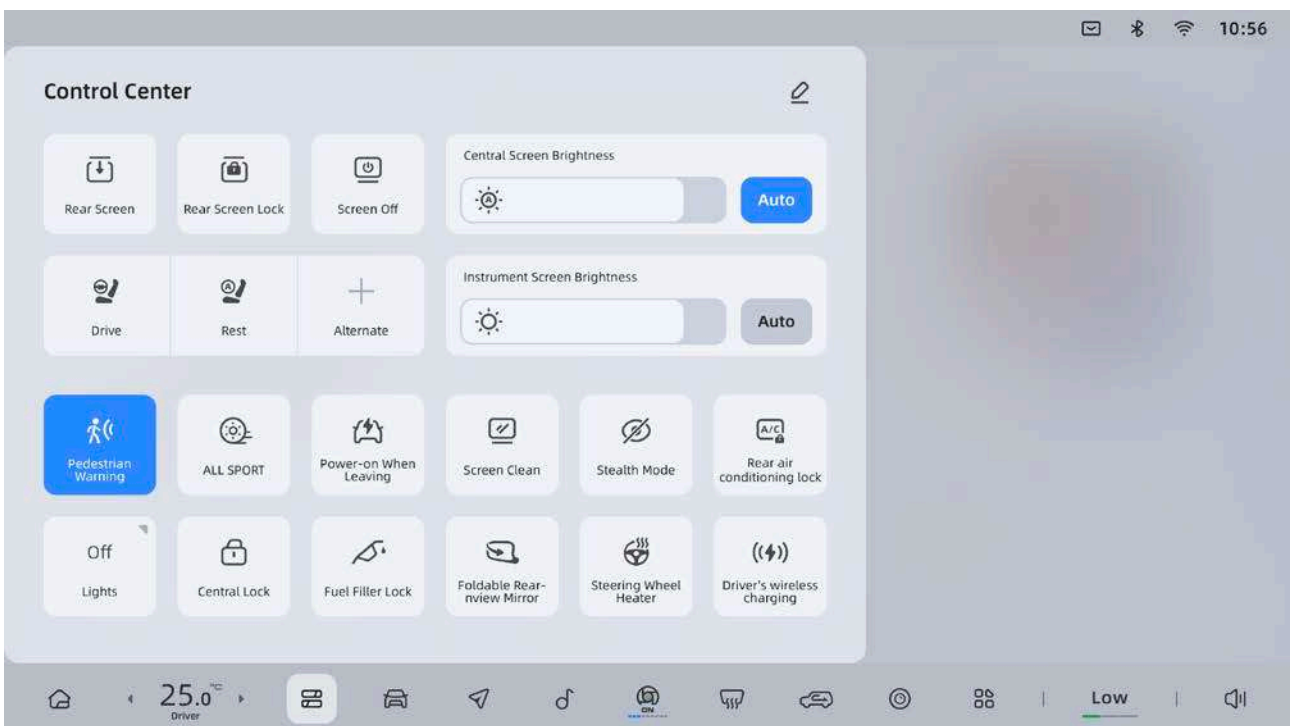 10:56
Control Center
Rear Screen
Rear Screen Lock
Screen Off
Central Screen Brightness
A
Auto
Drive
A
Rest
Alternate
Instrument Screen Brightness
Auto
Pedestrian
Warning
ALL SPORT
Power-on When
Leaving
Screen Clean
Stealth Mode
A/C
Rear air
conditioning lock
Off
Lights
Central Lock
Fuel Filler Lock
Foldable Rear-
nview Mirror
Steering Wheel
Heater
Driver's wireless
charging
25.0℃
Driver
ON
Low